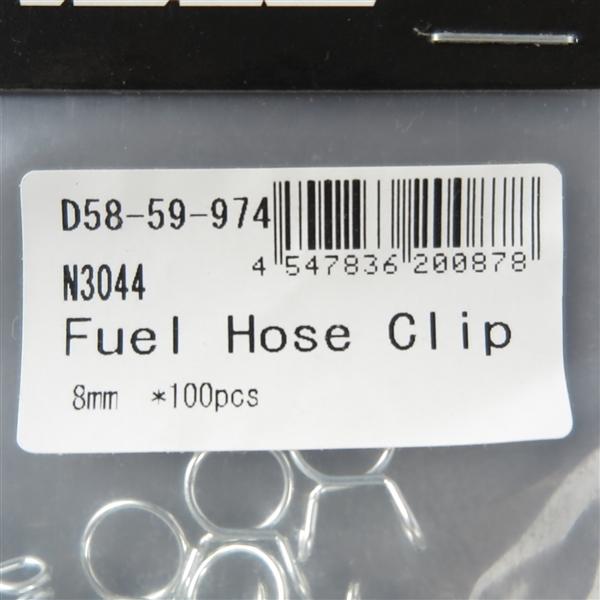 D58-59-974
4 547836 200878
N3044
Fuel Hose Clip
8mm *100pcs